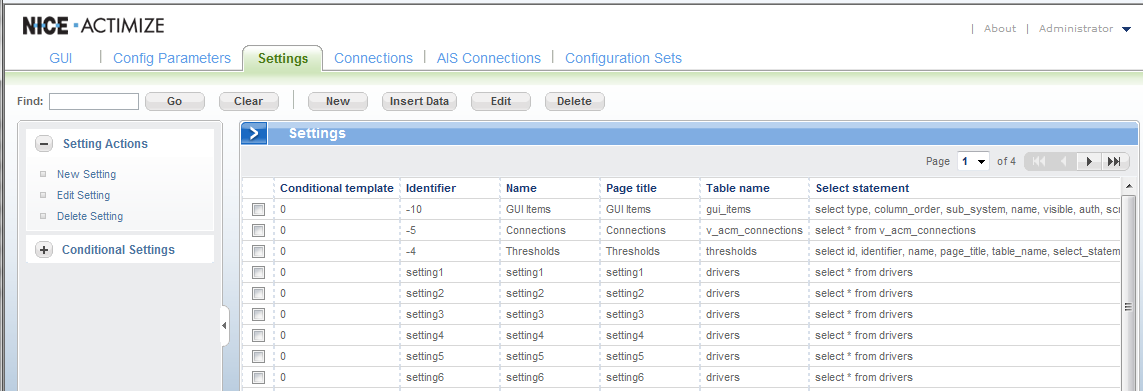 NICE · ACTIMIZE
| About | Administrator
GUI | Config Parameters Settings Connections | AIS Connections | Configuration Sets
Find: Go Clear New Insert Data Edit Delete
Setting Actions
New Setting
Edit Setting
Delete Setting
Conditional Settings
> Settings
Page 1 of 4
Conditional template Identifier Name Page title Table name Select statement
0 -10 GUI Items GUI Items gui_items select type, column_order, sub_system, name, visible, auth, scr
0 -5 Connections Connections v_acm_connections select * from v_acm_connections
0 -4 Thresholds Thresholds thresholds select id, identifier, name, page_title, table_name, select_statem
0 setting1 setting1 setting1 drivers select * from drivers
0 setting2 setting2 setting2 drivers select * from drivers
0 setting3 setting3 setting3 drivers select * from drivers
0 setting4 setting4 setting4 drivers select * from drivers
0 setting5 setting5 setting5 drivers select * from drivers
0 setting6 setting6 setting6 drivers select * from drivers